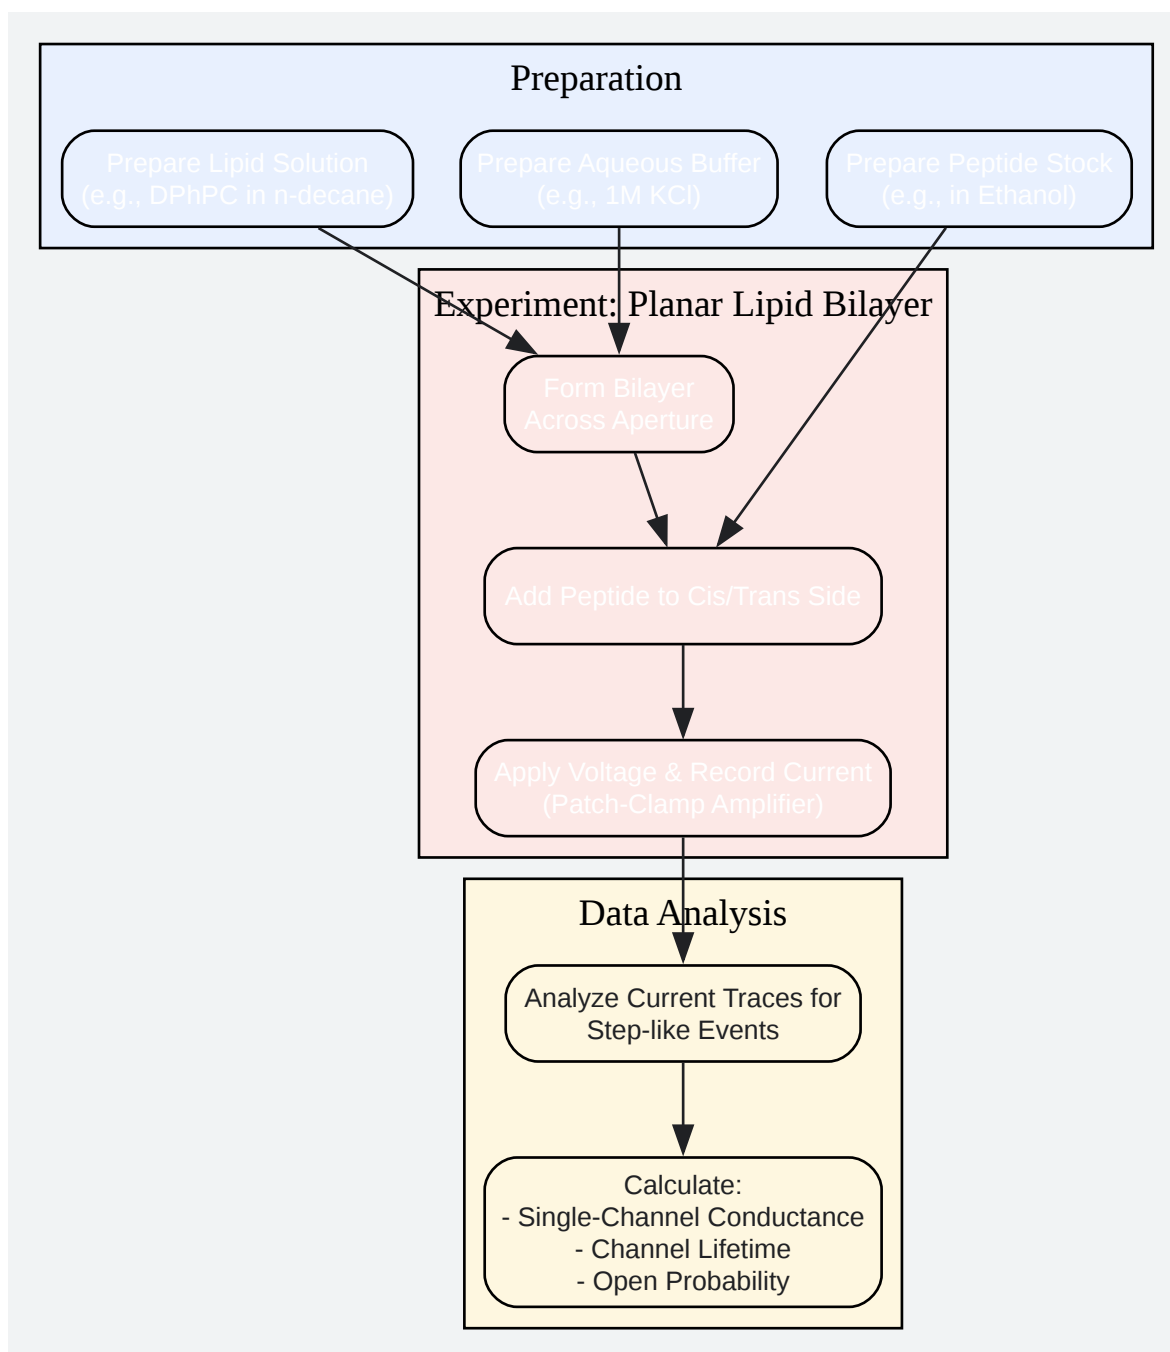 Preparation
Prepare Lipid Solution
(e.g., DPhPC in n-decane)
Prepare Aqueous Buffer
(e.g., 1M KCl)
Prepare Peptide Stock
(e.g., in Ethanol)
Experiment: Planar Lipid Bilayer
Form Bilayer
Across Aperture
Add Peptide to Cis/Trans Side
Apply Voltage & Record Current
(Patch-Clamp Amplifier)
Data Analysis
Analyze Current Traces for
Step-like Events
Calculate:
- Single-Channel Conductance
- Channel Lifetime
- Open Probability